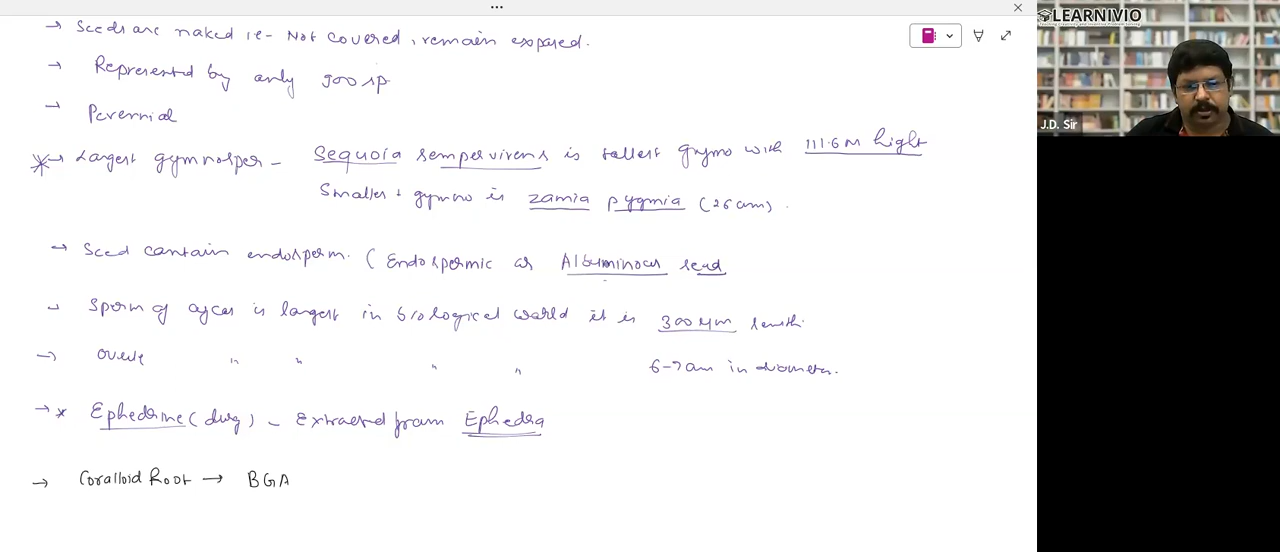 → Seeds are naked i.e- Not covered, remain exposed.
→ Represented by only 900 sp
→ Perennial
* → Largest gymnosper - Sequoia sempervirens is tallest gymno with 111.6 M hight
Smallest gymno is zamia pygmia (26 cm).
→ Seed contain endosperm. (Endospermic or Albuminous seed
→ Sperm of cycas is largest in biological world it is 300 µm length
→ ovule " " " " 6-7 cm in diameter.
→ * Ephedrine (drug) - Extracted from Ephedra
→ Coralloid Root → BGA
LEARNIVIO
J.D. Sir